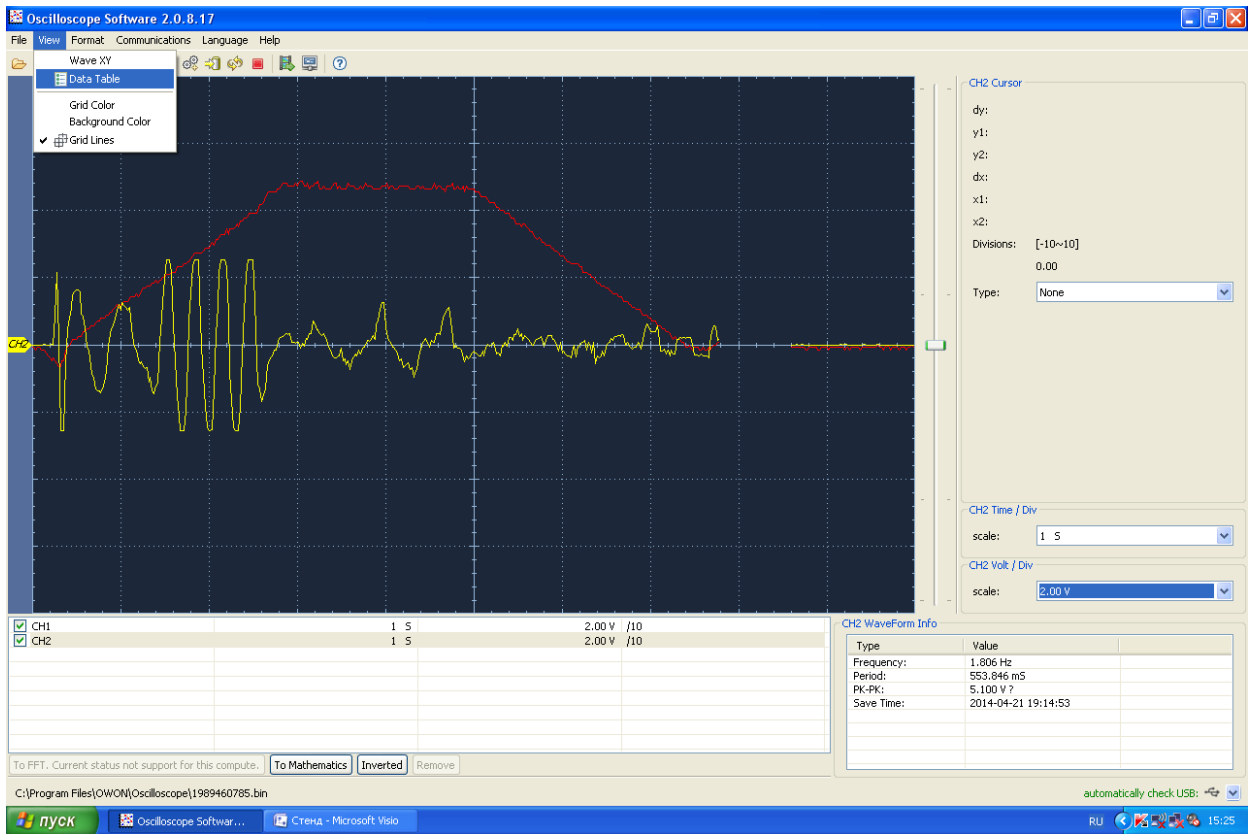 Oscilloscope Software 2.0.8.17
File View Format Communications Language Help
Wave XY
Data Table
Grid Color
Background Color
Grid Lines
CH2
CH2 Cursor
dy:
y1:
y2:
dx:
x1:
x2:
Divisions: [-10~10]
0.00
Type: None
CH2 Time / Div
scale: 1 S
CH2 Volt / Div
scale: 2.00 V
CH1 1 S 2.00 V /10
CH2 1 S 2.00 V /10
CH2 WaveForm Info
Type Value
Frequency: 1.806 Hz
Period: 553.846 mS
PK-PK: 5.100 V ?
Save Time: 2014-04-21 19:14:53
To FFT. Current status not support for this compute. To Mathematics Inverted Remove
C:\Program Files\OWON\Oscilloscope\1989460785.bin automatically check USB:
пуск Oscilloscope Softwar... Стенд - Microsoft Visio RU 15:25